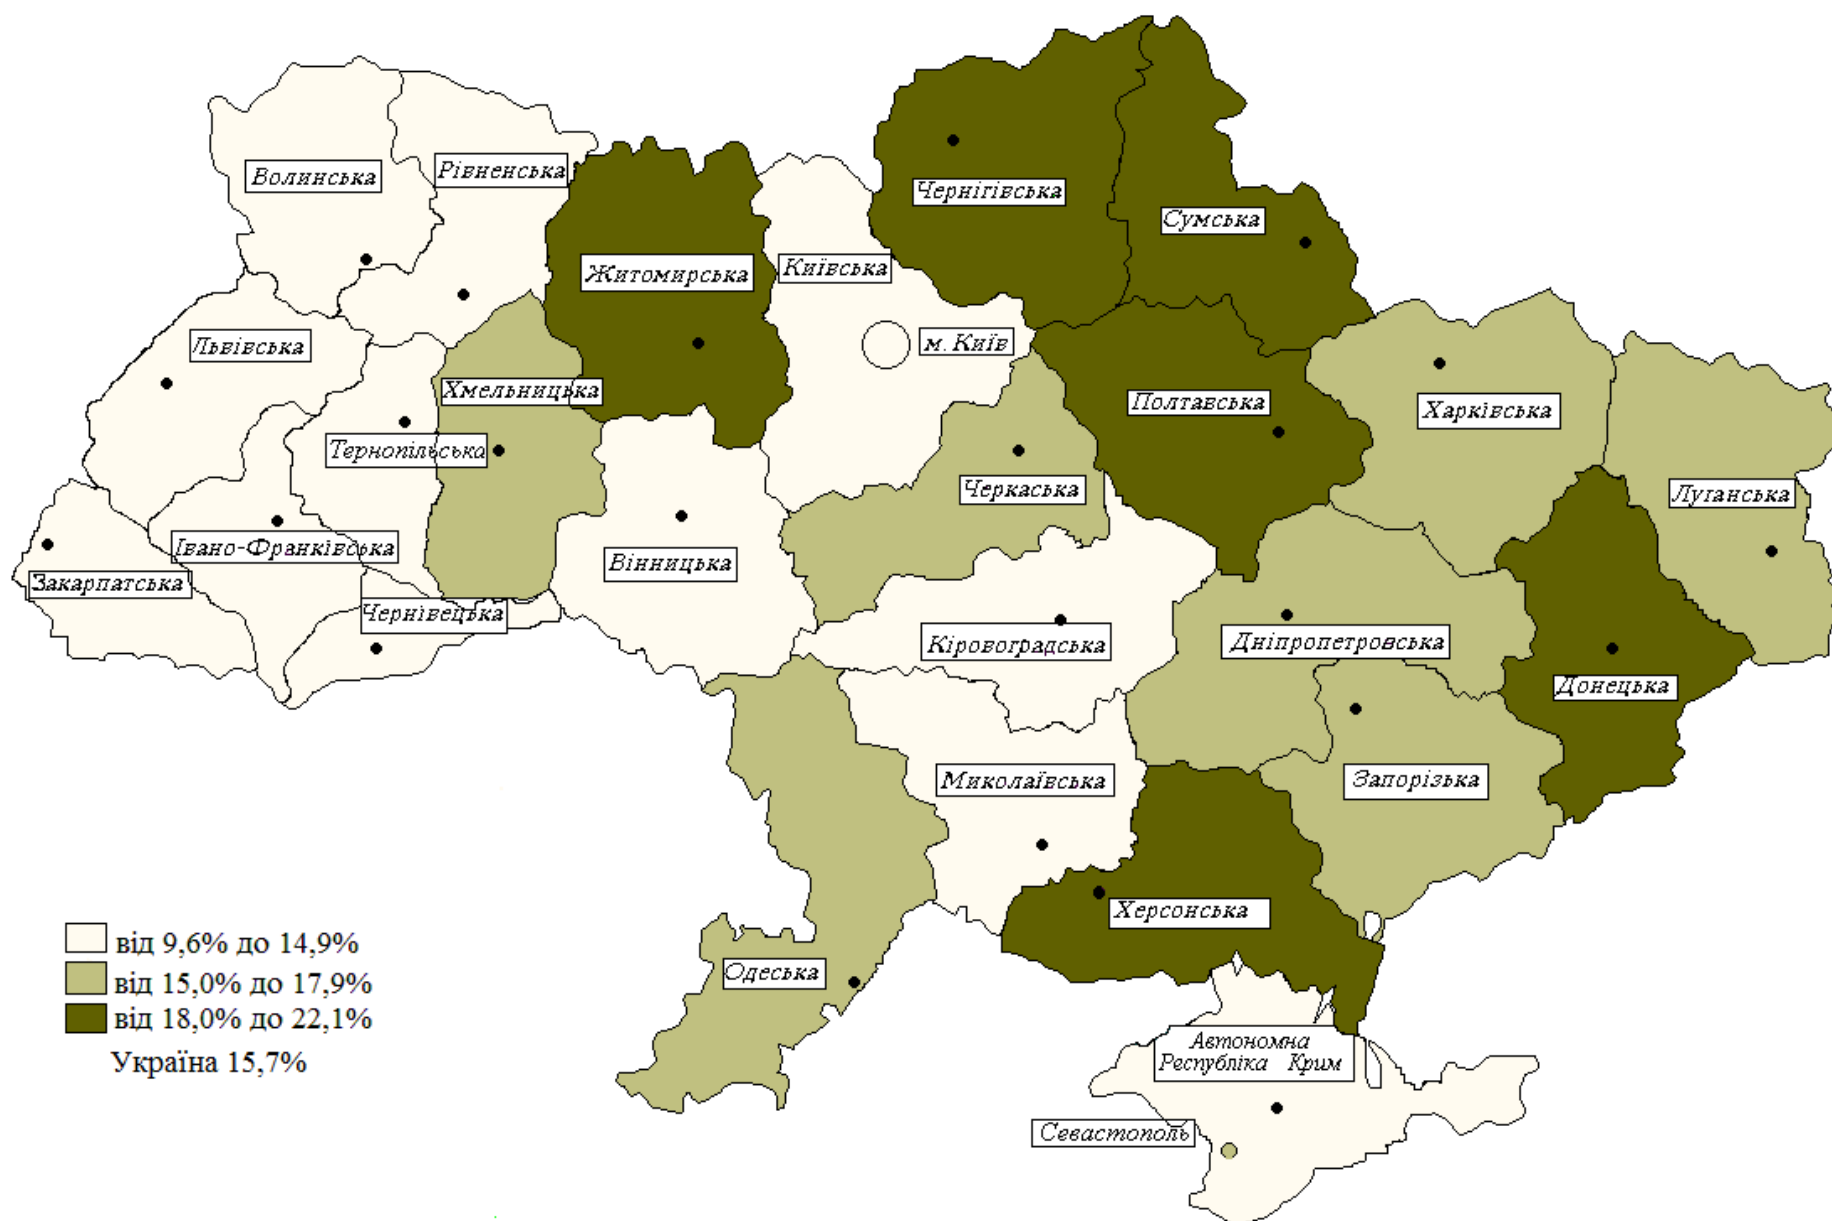 Волинська
Рівненська
Чернігівська
Сумська
Житомирська
Київська
м. Київ
Львівська
Хмельницька
Полтавська
Харківська
Тернопільська
Черкаська
Луганська
Івано-Франківська
Вінницька
Закарпатська
Чернівецька
Кіровоградська
Дніпропетровська
Донецька
Миколаївська
Запорізька
Херсонська
Одеська
від 9,6% до 14,9%
від 15,0% до 17,9%
від 18,0% до 22,1%
Україна 15,7%
Автономна
Республіка Крим
Севастополь